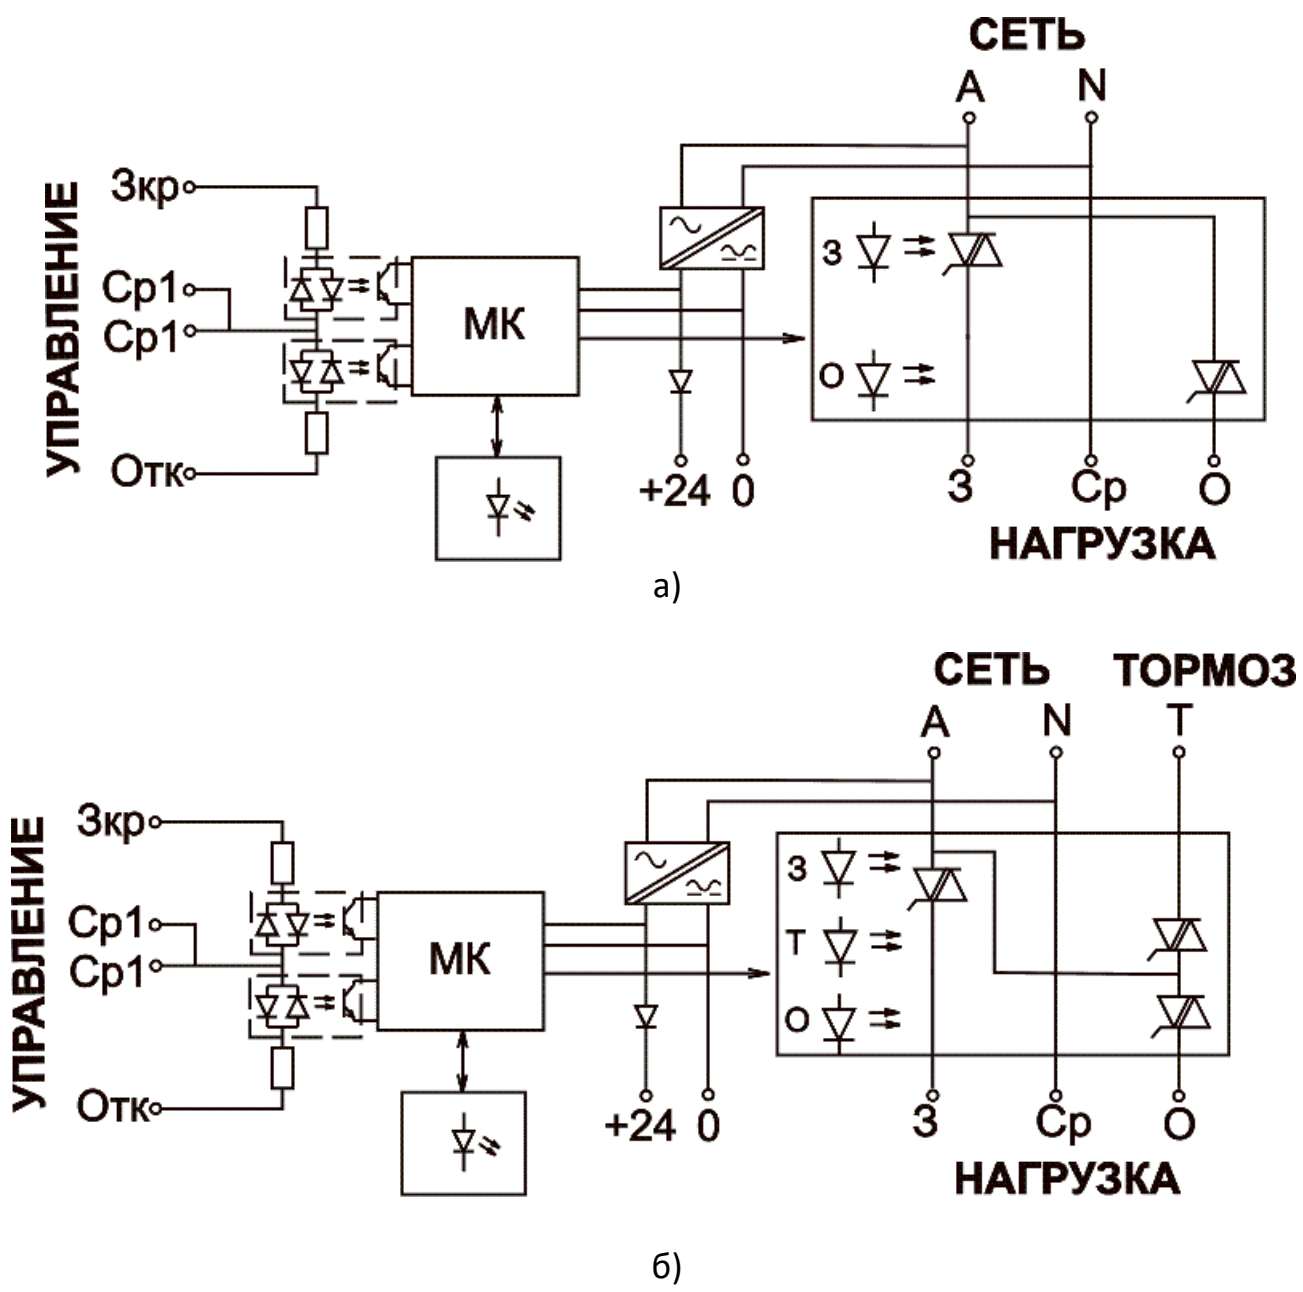 СЕТЬ
А N
УПРАВЛЕНИЕ
Зкр
Ср1
Ср1
Отк
МК
+24 0
З
О
З Ср О
НАГРУЗКА
а)
СЕТЬ ТОРМОЗ
А N Т
УПРАВЛЕНИЕ
Зкр
Ср1
Ср1
Отк
МК
+24 0
З
Т
О
З Ср О
НАГРУЗКА
б)